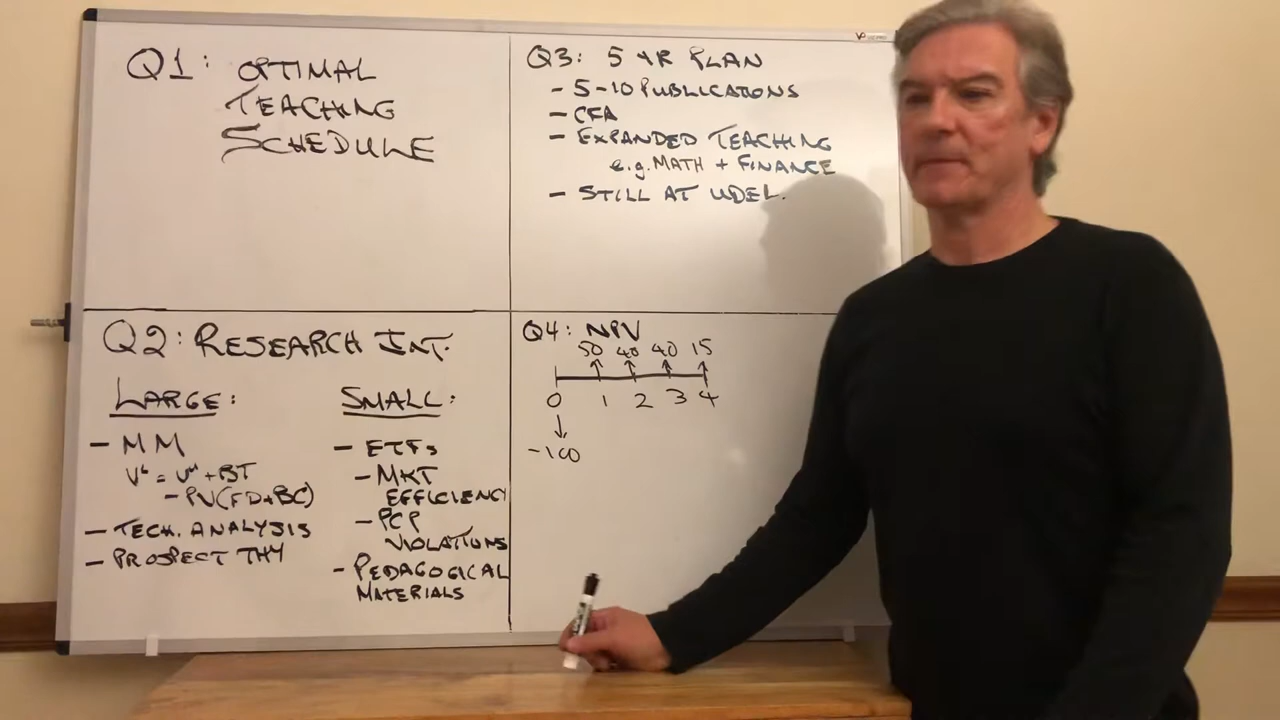 Q1: OPTIMAL
TEACHING
SCHEDULE
Q3: 5 YR PLAN
- 5-10 PUBLICATIONS
- CFA
- EXPANDED TEACHING
e.g. MATH + FINANCE
- STILL AT UDEL.
Q2: RESEARCH INT.
LARGE:
- MM
Vᴸ = Vᵁ + BT
- PV(FD+BC)
- TECH. ANALYSIS
- PROSPECT THY
SMALL:
- ETFs
- MKT
EFFICIENCY
- PCP
VIOLATIONS
- PEDAGOGICAL
MATERIALS
Q4: NPV
50 40 40 15
0 1 2 3 4
-100